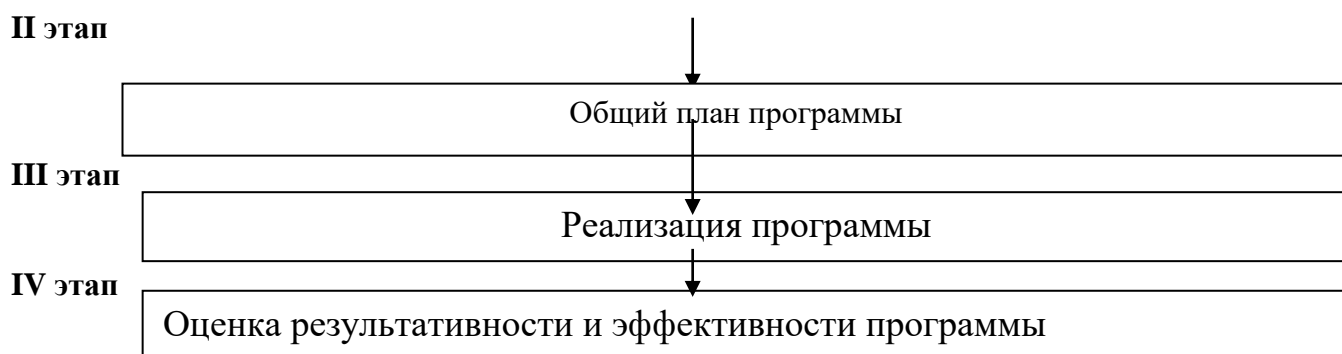 II этап
Общий план программы
III этап
Реализация программы
IV этап
Оценка результативности и эффективности программы